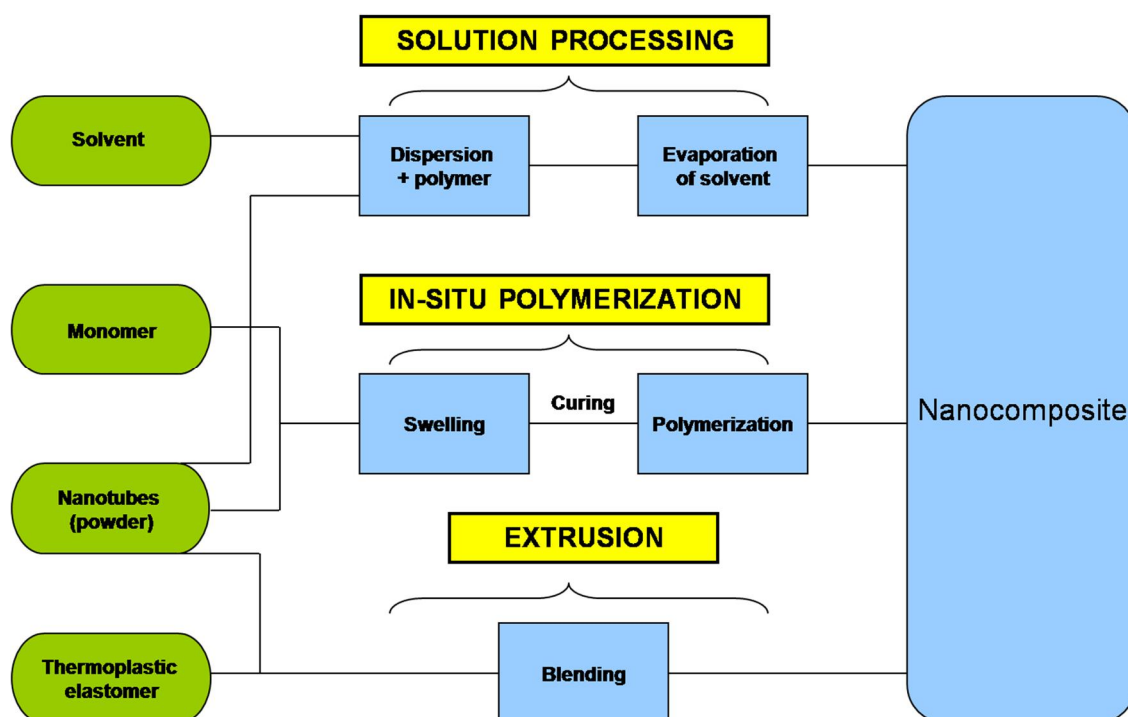 SOLUTION PROCESSING
Solvent
Dispersion
+ polymer
Evaporation
of solvent
IN-SITU POLYMERIZATION
Monomer
Swelling
Curing
Polymerization
Nanocomposite
Nanotubes
(powder)
EXTRUSION
Thermoplastic
elastomer
Blending